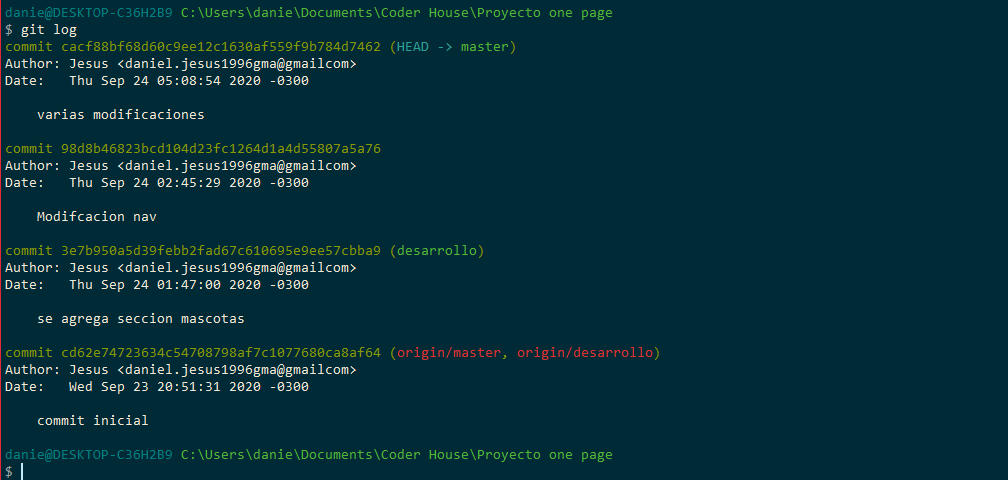 danie@DESKTOP-C36H2B9 C:\Users\danie\Documents\Coder House\Proyecto one page
$ git log
commit cacf88bf68d60c9ee12c1630af559f9b784d7462 (HEAD -> master)
Author: Jesus <daniel.jesus1996gma@gmailcom>
Date:   Thu Sep 24 05:08:54 2020 -0300
varias modificaciones
commit 98d8b46823bcd104d23fc1264d1a4d55807a5a76
Author: Jesus <daniel.jesus1996gma@gmailcom>
Date:   Thu Sep 24 02:45:29 2020 -0300
Modifcacion nav
commit 3e7b950a5d39febb2fad67c610695e9ee57cbba9 (desarrollo)
Author: Jesus <daniel.jesus1996gma@gmailcom>
Date:   Thu Sep 24 01:47:00 2020 -0300
se agrega seccion mascotas
commit cd62e74723634c54708798af7c1077680ca8af64 (origin/master, origin/desarrollo)
Author: Jesus <daniel.jesus1996gma@gmailcom>
Date:   Wed Sep 23 20:51:31 2020 -0300
commit inicial
danie@DESKTOP-C36H2B9 C:\Users\danie\Documents\Coder House\Proyecto one page
$